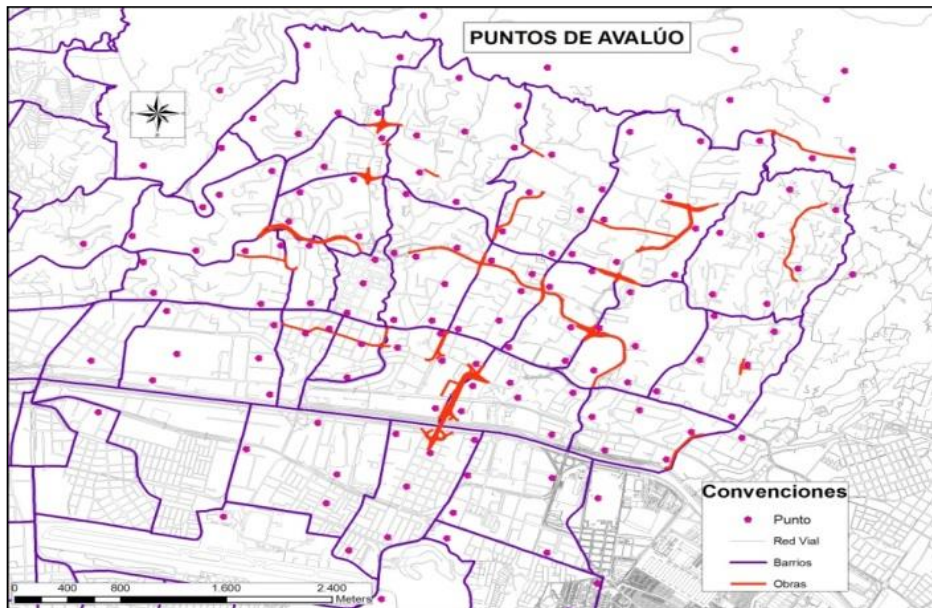 PUNTOS DE AVALÚO
Convenciones
Punto
Red Vial
Barrios
Obras
0 400 800 1.600 2.400
Meters